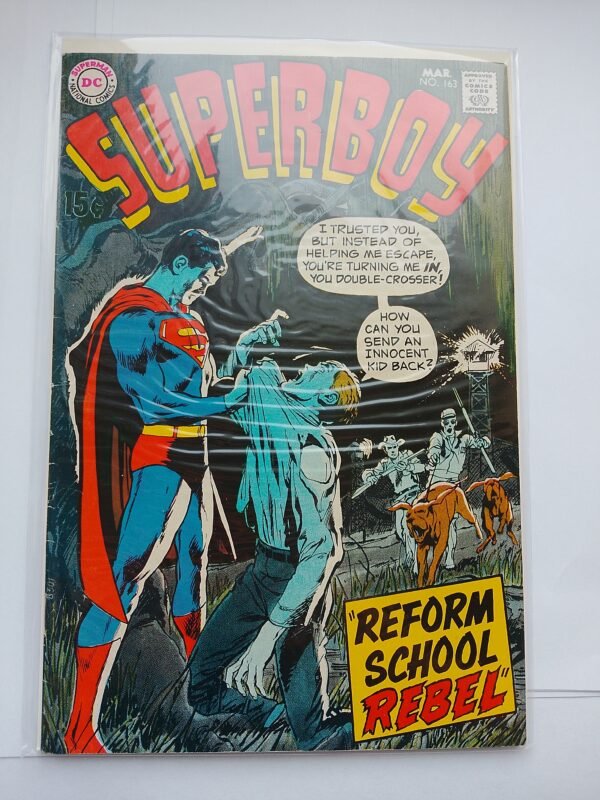 SUPERMAN
DC
NATIONAL COMICS
MAR.
NO. 163
APPROVED
BY THE
COMICS
CODE
AUTHORITY
SUPERBOY
15¢
I TRUSTED YOU,
BUT INSTEAD OF
HELPING ME ESCAPE,
YOU'RE TURNING ME IN,
YOU DOUBLE-CROSSER!
HOW
CAN YOU
SEND AN
INNOCENT
KID BACK?
S
"REFORM
SCHOOL
REBEL"